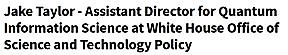 Jake Taylor - Assistant Director for Quantum
Information Science at White House Office of
Science and Technology Policy